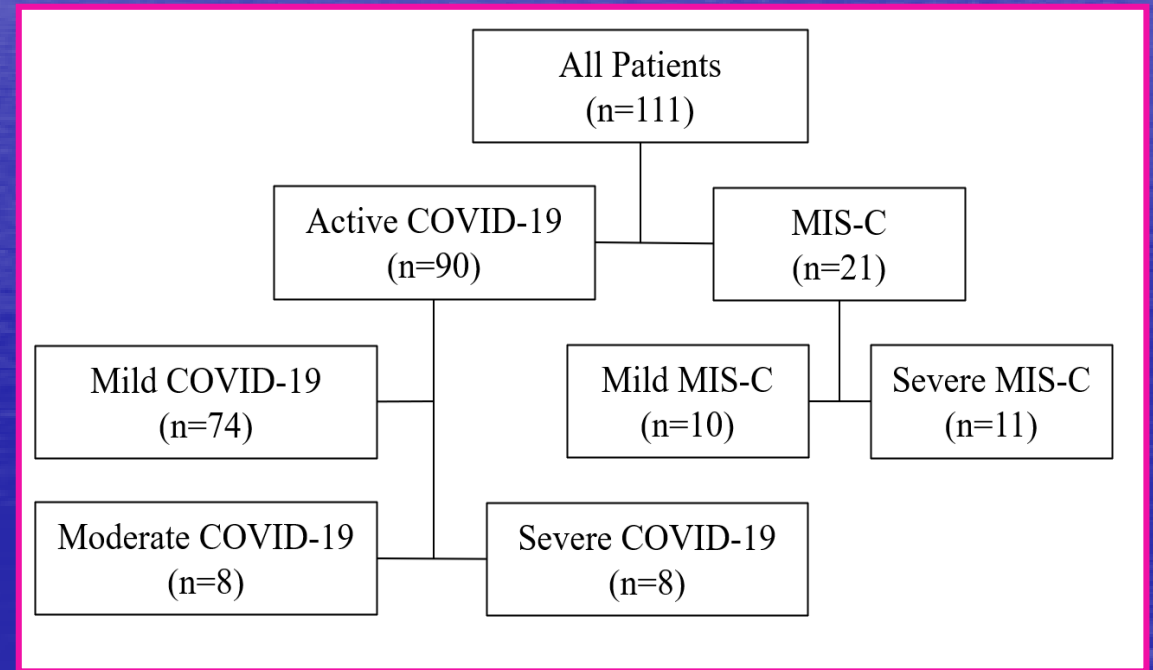 All Patients
(n=111)
Active COVID-19
(n=90)
MIS-C
(n=21)
Mild COVID-19
(n=74)
Mild MIS-C
(n=10)
Severe MIS-C
(n=11)
Moderate COVID-19
(n=8)
Severe COVID-19
(n=8)